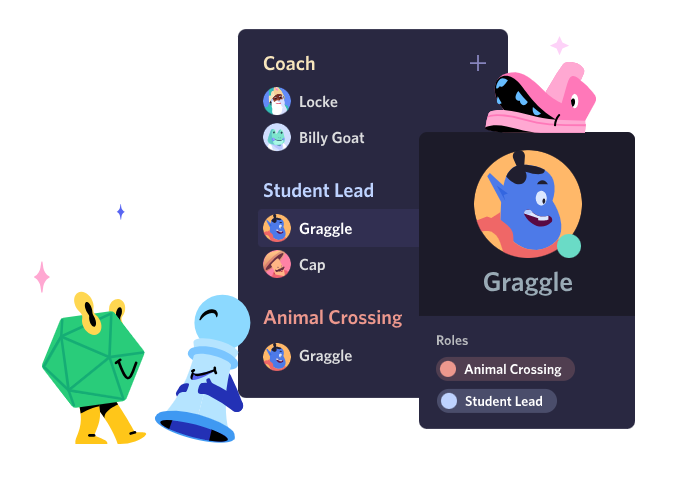 Coach
Locke
Billy Goat
Student Lead
Graggle
Cap
Animal Crossing
Graggle
Graggle
Roles
Animal Crossing
Student Lead